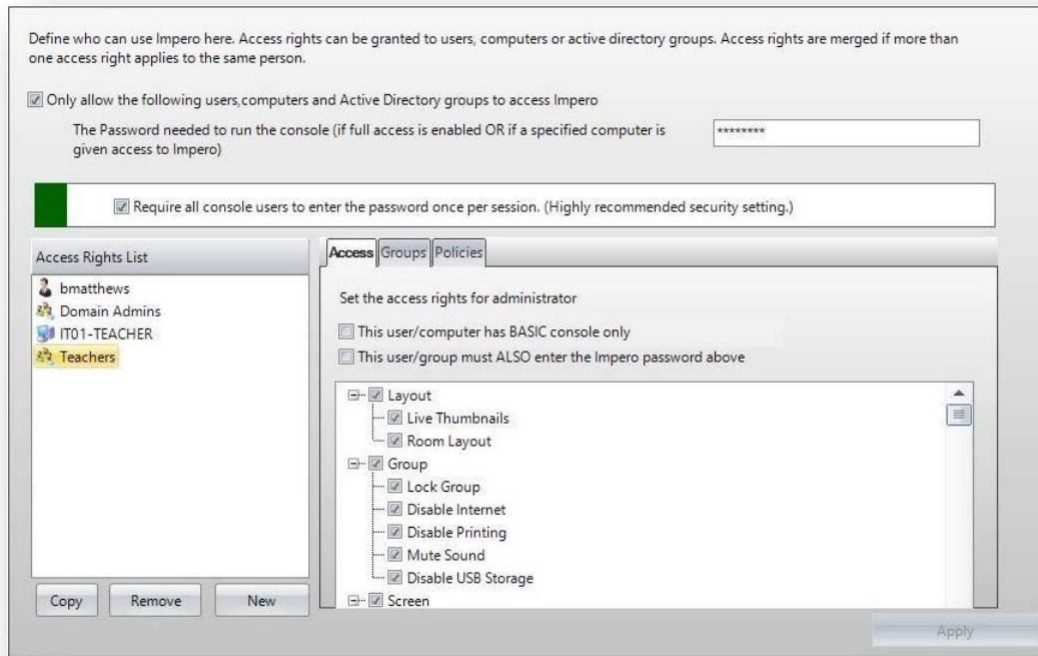 Define who can use Impero here. Access rights can be granted to users, computers or active directory groups. Access rights are merged if more than
one access right applies to the same person.
Only allow the following users,computers and Active Directory groups to access Impero
The Password needed to run the console (if full access is enabled OR if a specified computer is
given access to Impero)
********
Require all console users to enter the password once per session. (Highly recommended security setting.)
Access Rights List
bmatthews
Domain Admins
IT01-TEACHER
Teachers
Copy Remove New
Access Groups Policies
Set the access rights for administrator
This user/computer has BASIC console only
This user/group must ALSO enter the Impero password above
Layout
Live Thumbnails
Room Layout
Group
Lock Group
Disable Internet
Disable Printing
Mute Sound
Disable USB Storage
Screen
Apply